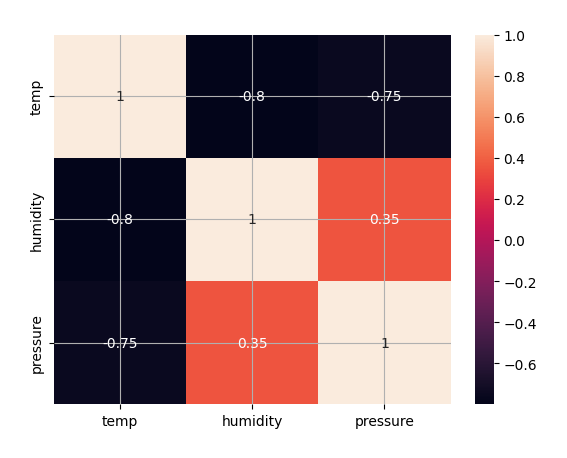 temp 1 -0.8 -0.75
humidity -0.8 1 0.35
pressure -0.75 0.35 1
temp humidity pressure
1.0
0.8
0.6
0.4
0.2
0.0
−0.2
−0.4
−0.6